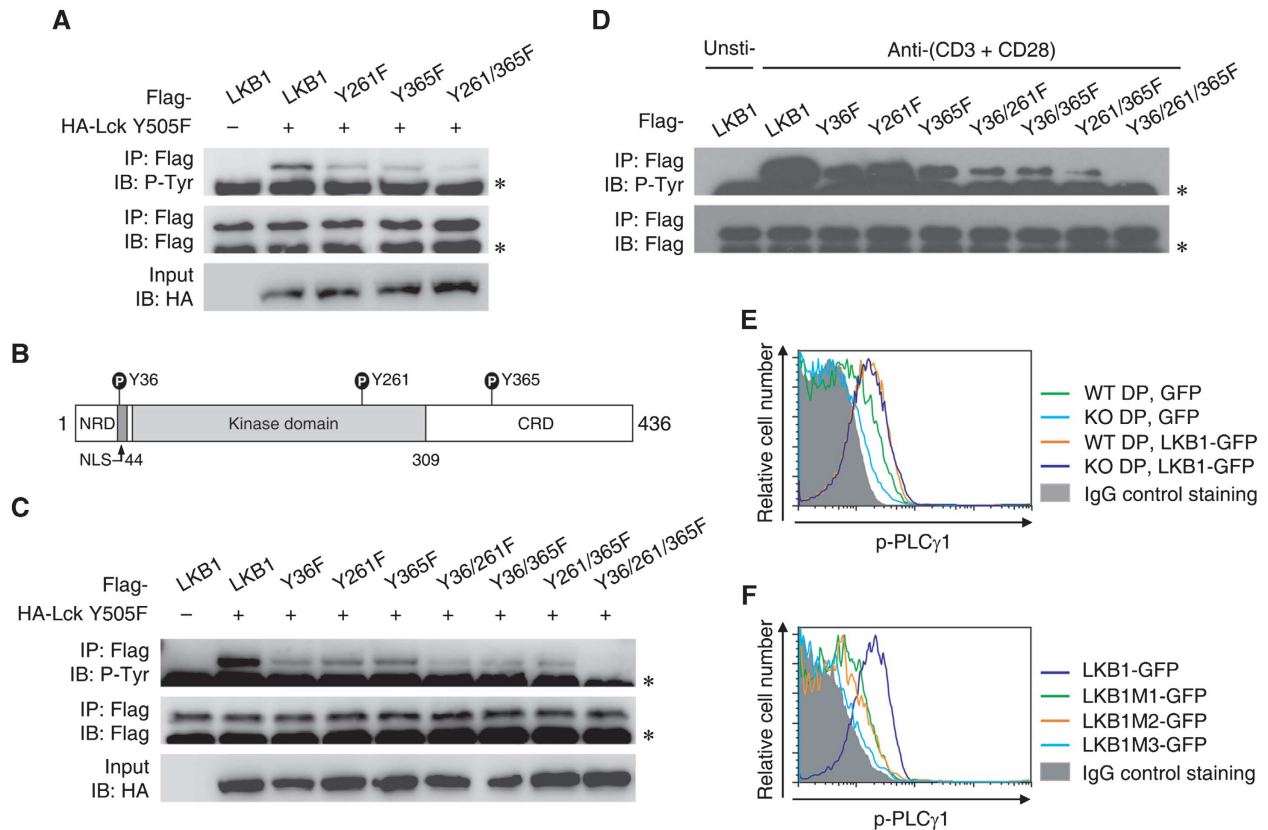 A
Flag-
LKB1
LKB1
Y261F
Y365F
Y261/365F
HA-Lck Y505F
– + + + +
IP: Flag
IB: P-Tyr
*
IP: Flag
IB: Flag
*
Input
IB: HA
B
P Y36
P Y261
P Y365
1 NRD Kinase domain CRD 436
NLS 44 309
C
Flag-
LKB1
LKB1
Y36F
Y261F
Y365F
Y36/261F
Y36/365F
Y261/365F
Y36/261/365F
HA-Lck Y505F
– + + + + + + + +
IP: Flag
IB: P-Tyr
*
IP: Flag
IB: Flag
*
Input
IB: HA
D
Unsti-
Anti-(CD3 + CD28)
Flag-
LKB1
LKB1
Y36F
Y261F
Y365F
Y36/261F
Y36/365F
Y261/365F
Y36/261/365F
IP: Flag
IB: P-Tyr
*
IP: Flag
IB: Flag
*
E
Relative cell number
p-PLCγ1
WT DP, GFP
KO DP, GFP
WT DP, LKB1-GFP
KO DP, LKB1-GFP
IgG control staining
F
Relative cell number
p-PLCγ1
LKB1-GFP
LKB1M1-GFP
LKB1M2-GFP
LKB1M3-GFP
IgG control staining